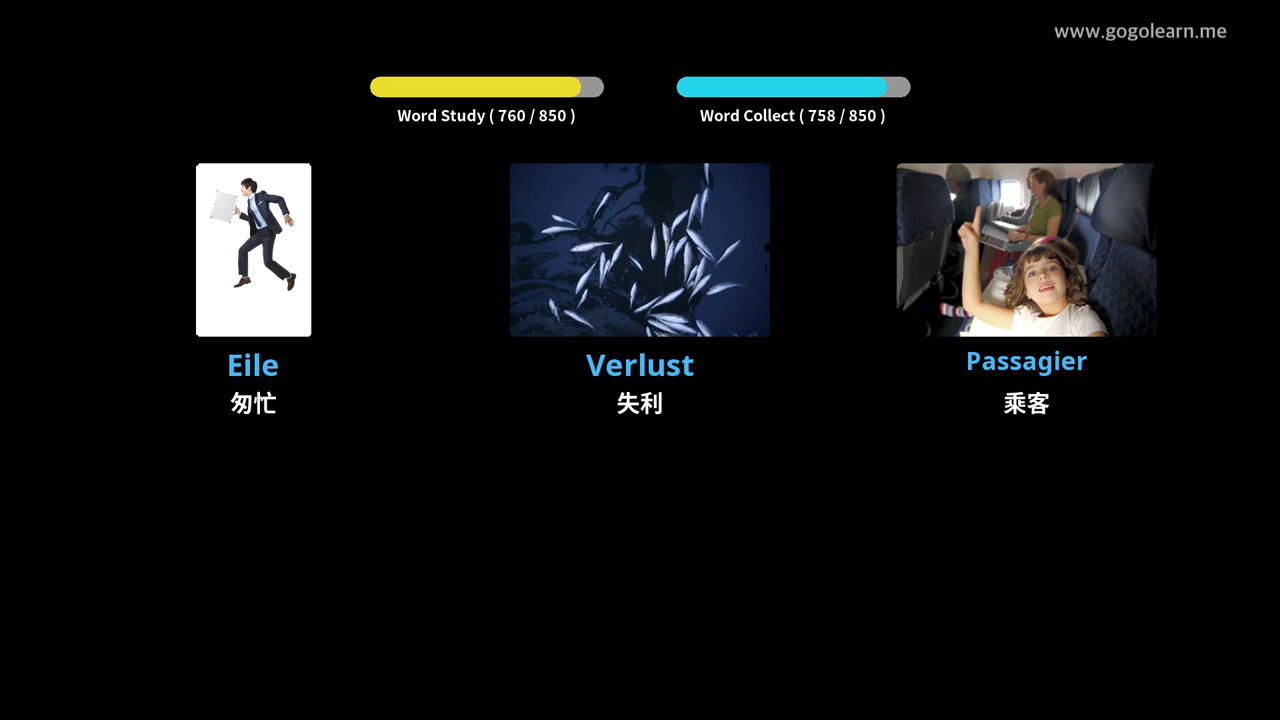 www.gogolearn.me
Word Study ( 760 / 850 )
Word Collect ( 758 / 850 )
Eile
匆忙
Verlust
失利
Passagier
乘客